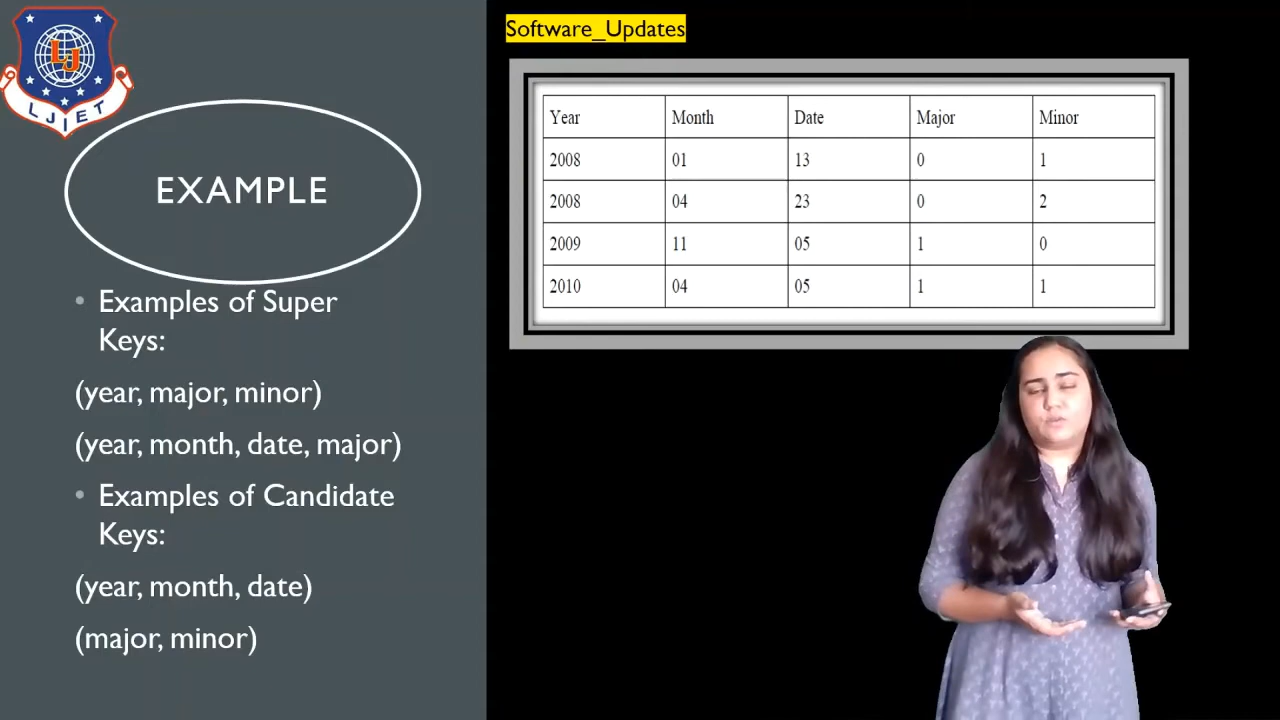 LJ
LJIET
EXAMPLE
Examples of Super
Keys:
(year, major, minor)
(year, month, date, major)
Examples of Candidate
Keys:
(year, month, date)
(major, minor)
Software_Updates
Year Month Date Major Minor
2008 01 13 0 1
2008 04 23 0 2
2009 11 05 1 0
2010 04 05 1 1